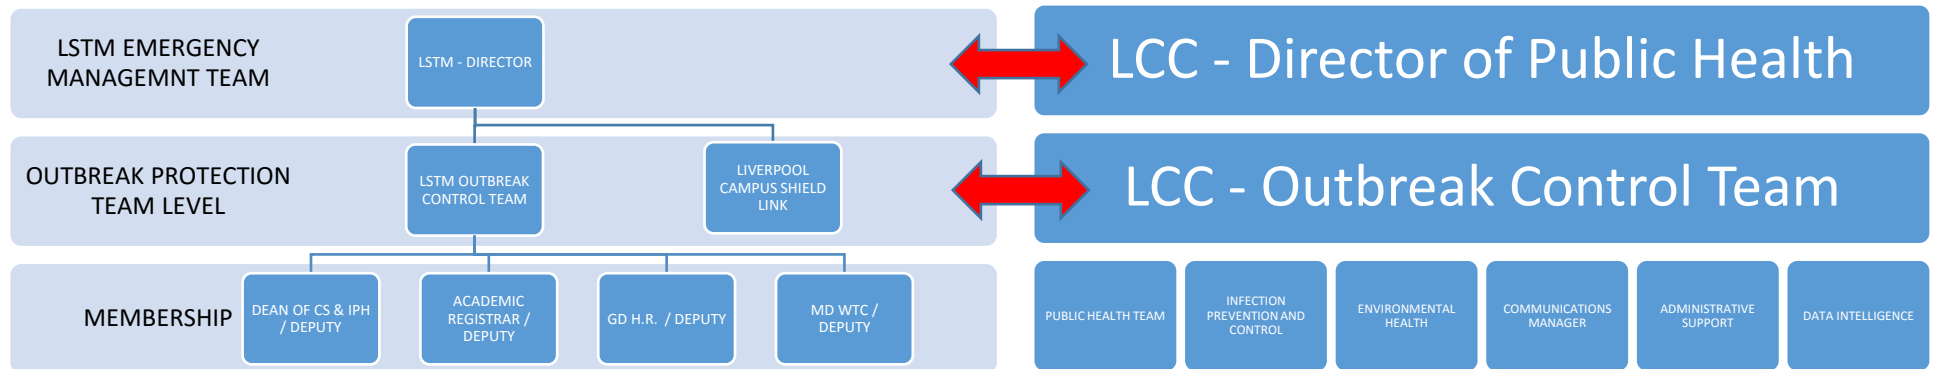 LSTM EMERGENCY
MANAGEMNT TEAM
LSTM - DIRECTOR
LCC - Director of Public Health
OUTBREAK PROTECTION
TEAM LEVEL
LSTM OUTBREAK
CONTROL TEAM
LIVERPOOL
CAMPUS SHIELD
LINK
LCC - Outbreak Control Team
MEMBERSHIP
DEAN OF CS & IPH
/ DEPUTY
ACADEMIC
REGISTRAR /
DEPUTY
GD H.R. / DEPUTY
MD WTC /
DEPUTY
PUBLIC HEALTH TEAM
INFECTION
PREVENTION AND
CONTROL
ENVIRONMENTAL
HEALTH
COMMUNICATIONS
MANAGER
ADMINISTRATIVE
SUPPORT
DATA INTELLIGENCE